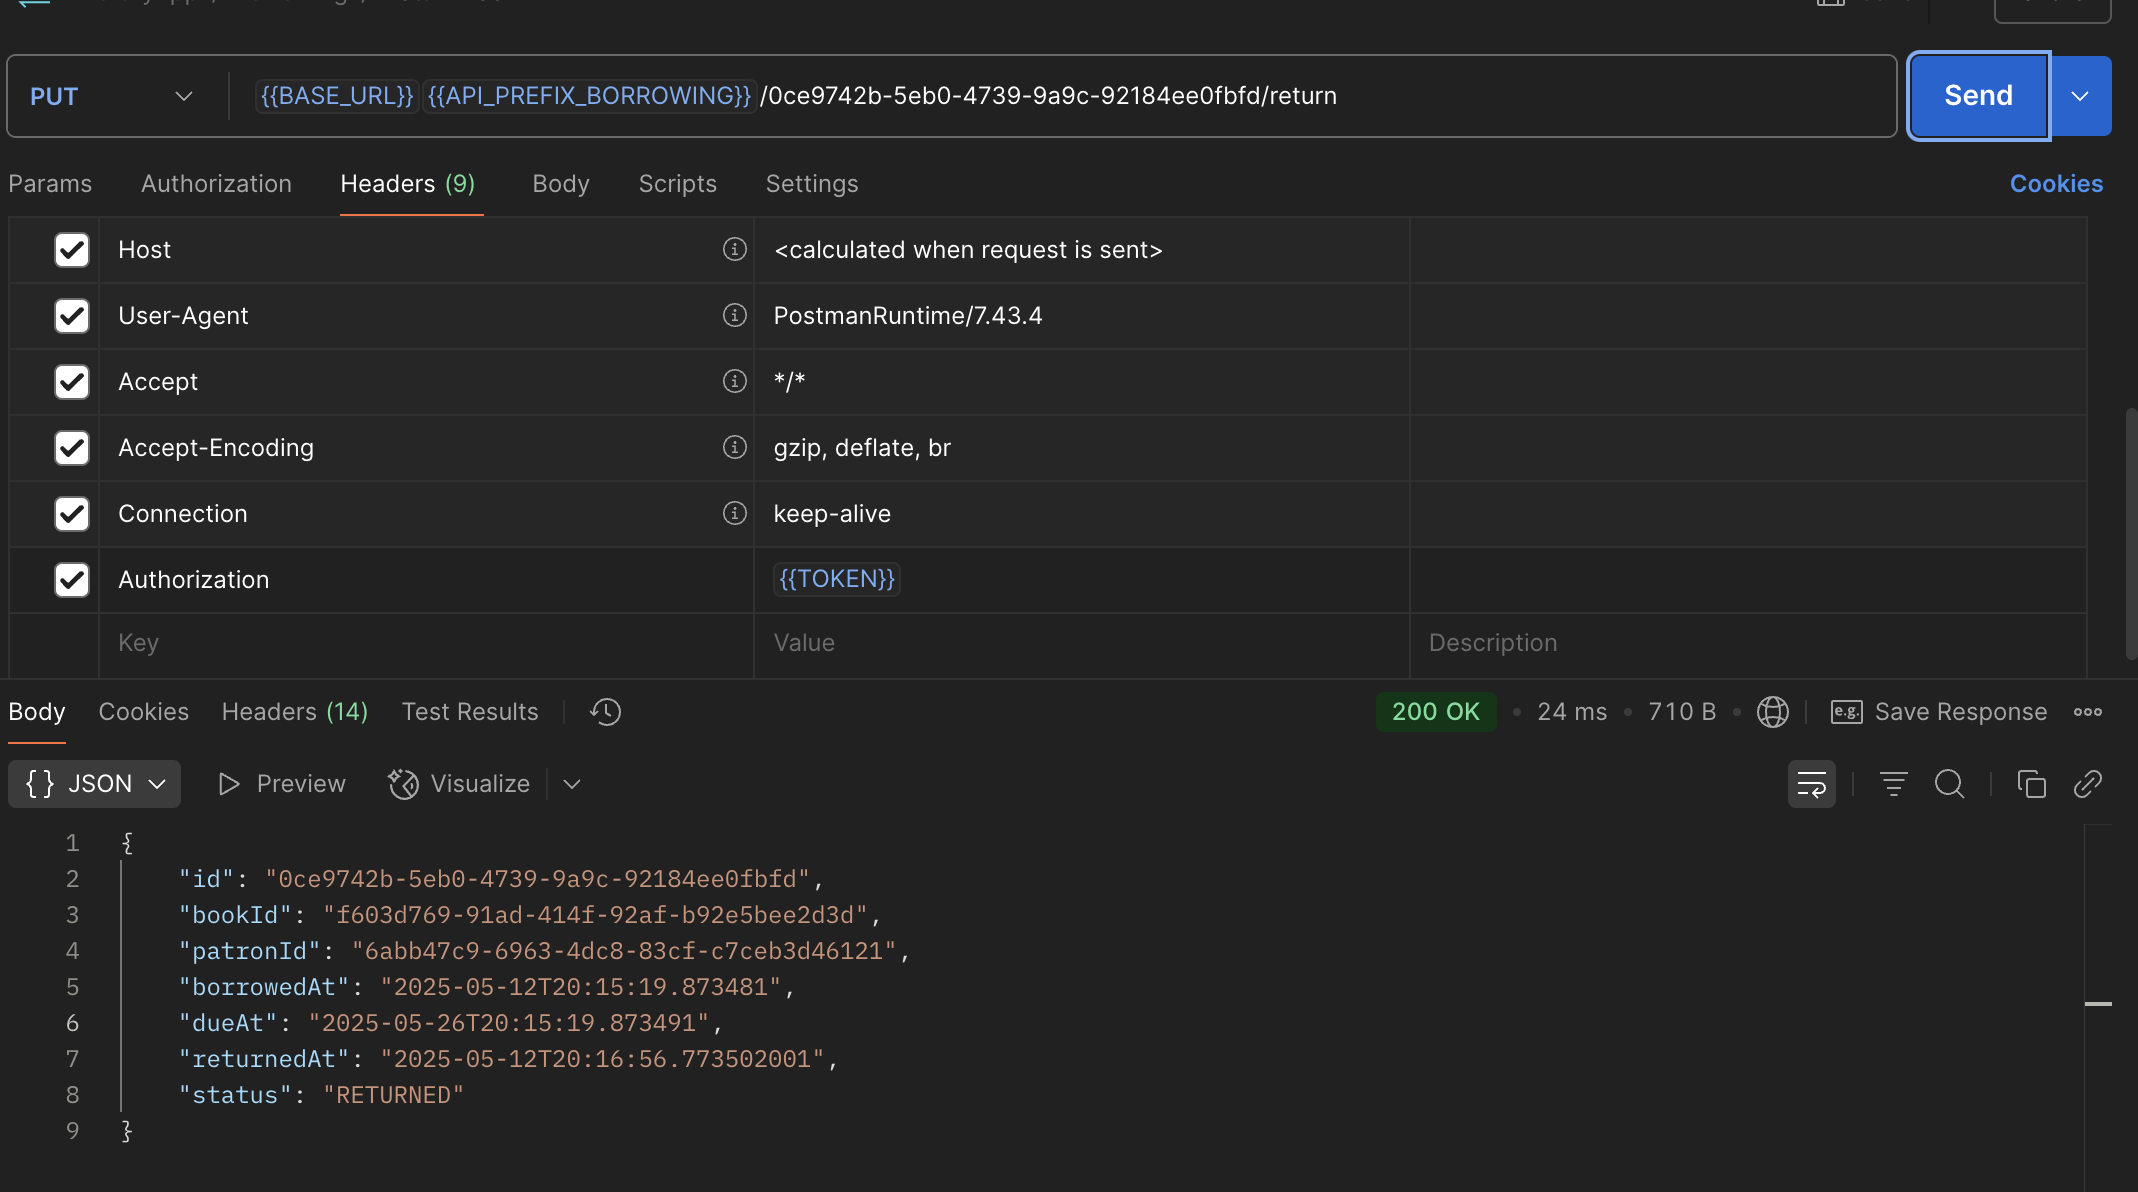 PUT {{BASE_URL}} {{API_PREFIX_BORROWING}} /0ce9742b-5eb0-4739-9a9c-92184ee0fbfd/return Send
Params Authorization Headers (9) Body Scripts Settings Cookies
Host <calculated when request is sent>
User-Agent PostmanRuntime/7.43.4
Accept */*
Accept-Encoding gzip, deflate, br
Connection keep-alive
Authorization {{TOKEN}}
Key Value Description
Body Cookies Headers (14) Test Results 200 OK • 24 ms • 710 B • e.g. Save Response
{} JSON Preview Visualize
1 {
2 "id": "0ce9742b-5eb0-4739-9a9c-92184ee0fbfd",
3 "bookId": "f603d769-91ad-414f-92af-b92e5bee2d3d",
4 "patronId": "6abb47c9-6963-4dc8-83cf-c7ceb3d46121",
5 "borrowedAt": "2025-05-12T20:15:19.873481",
6 "dueAt": "2025-05-26T20:15:19.873491",
7 "returnedAt": "2025-05-12T20:16:56.773502001",
8 "status": "RETURNED"
9 }